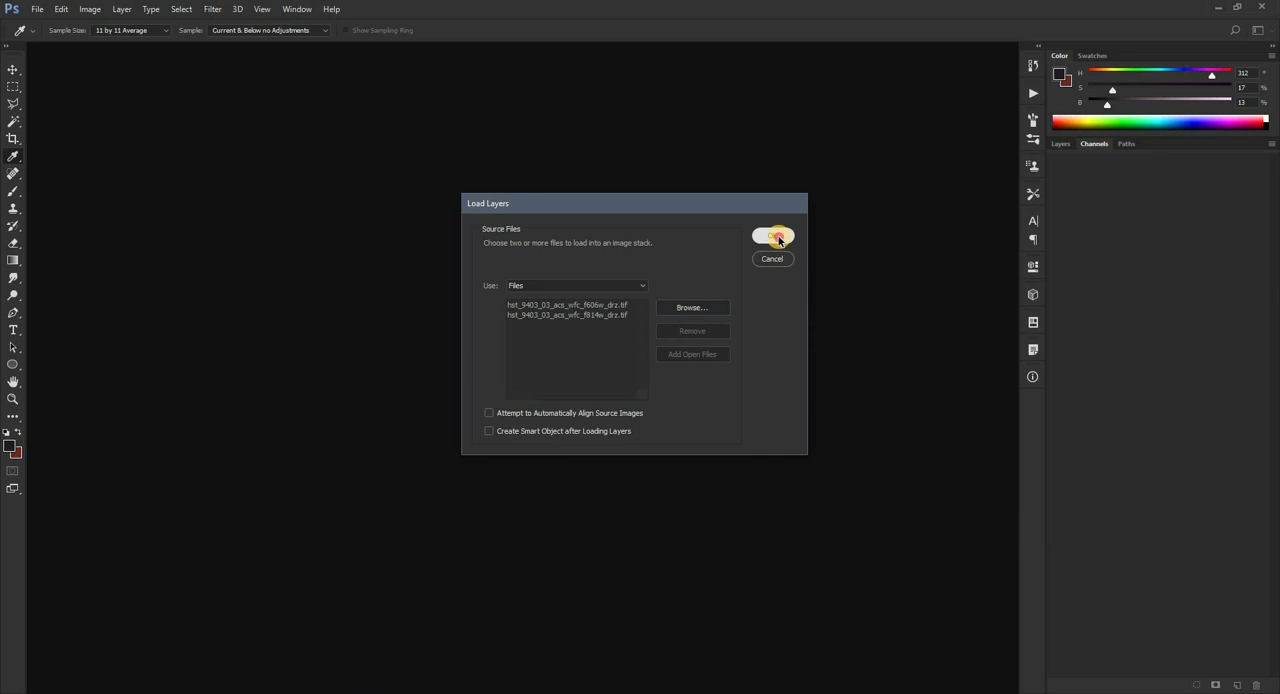 Ps File Edit Image Layer Type Select Filter 3D View Window Help
Sample Size: 11 by 11 Average Sample: Current & Below no Adjustments Show Sampling Ring
Color Swatches
H 312 °
S 17 %
B 13 %
Layers Channels Paths
Load Layers
Source Files
Choose two or more files to load into an image stack.
Cancel
Use: Files
hst_9403_03_acs_wfc_f606w_drz.tif
hst_9403_03_acs_wfc_f814w_drz.tif
Browse...
Remove
Add Open Files
Attempt to Automatically Align Source Images
Create Smart Object after Loading Layers